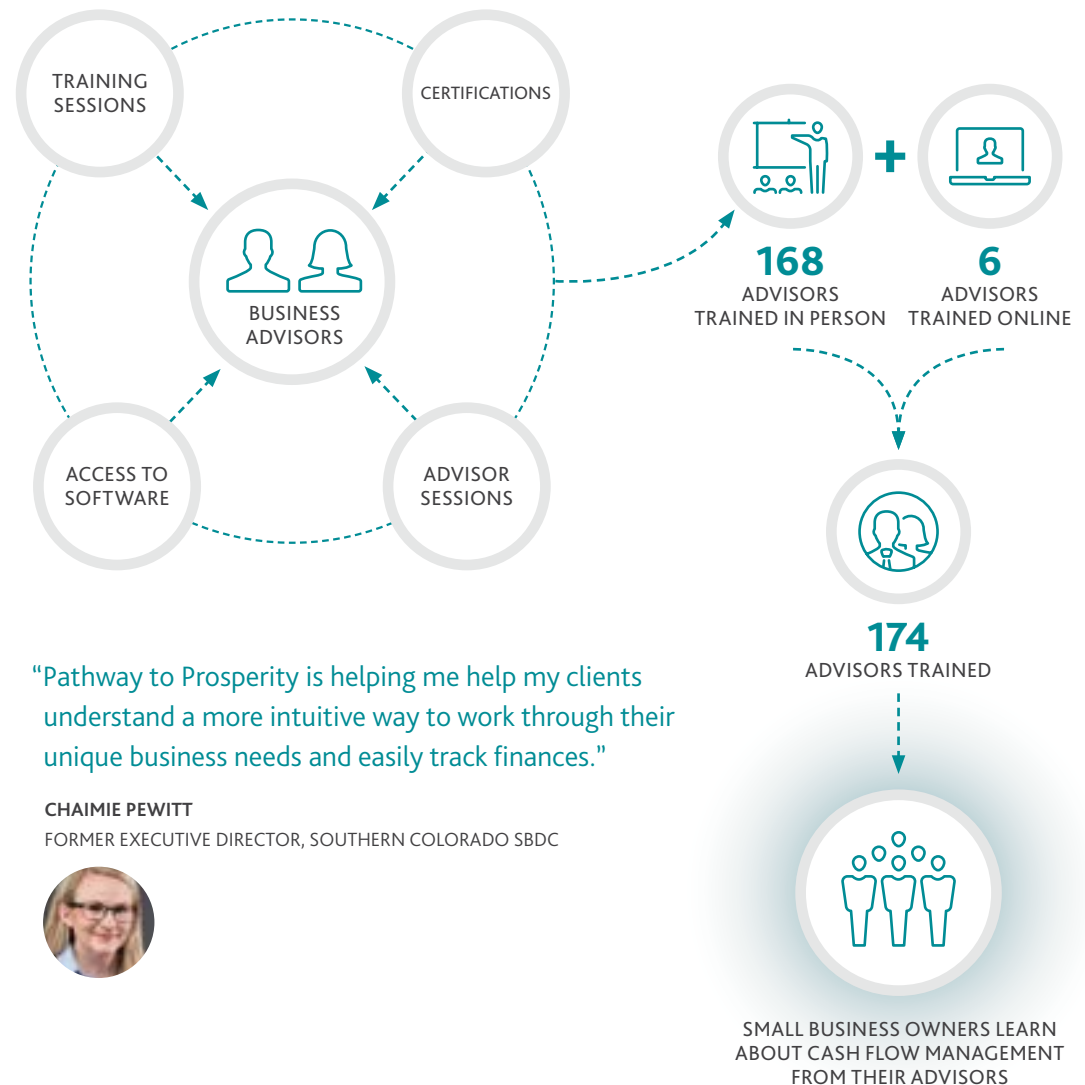 TRAINING
SESSIONS
CERTIFICATIONS
BUSINESS
ADVISORS
ACCESS TO
SOFTWARE
ADVISOR
SESSIONS
+
168
ADVISORS
TRAINED IN PERSON
6
ADVISORS
TRAINED ONLINE
174
ADVISORS TRAINED
SMALL BUSINESS OWNERS LEARN
ABOUT CASH FLOW MANAGEMENT
FROM THEIR ADVISORS
“Pathway to Prosperity is helping me help my clients
understand a more intuitive way to work through their
unique business needs and easily track finances.”
CHAIMIE PEWITT
FORMER EXECUTIVE DIRECTOR, SOUTHERN COLORADO SBDC